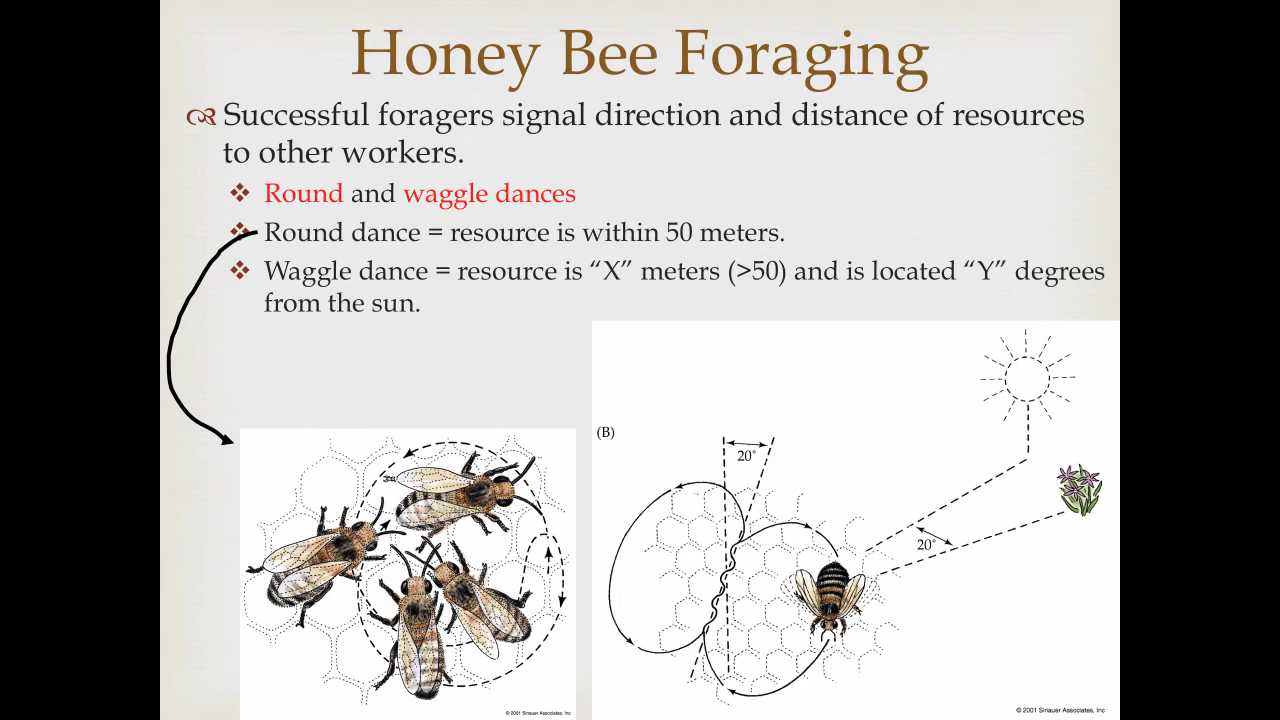 Honey Bee Foraging
Successful foragers signal direction and distance of resources
to other workers.
Round and waggle dances
Round dance = resource is within 50 meters.
Waggle dance = resource is “X” meters (>50) and is located “Y” degrees
from the sun.
(B)
20°
20°
© 2001 Sinauer Associates, Inc
© 2001 Sinauer Associates, Inc